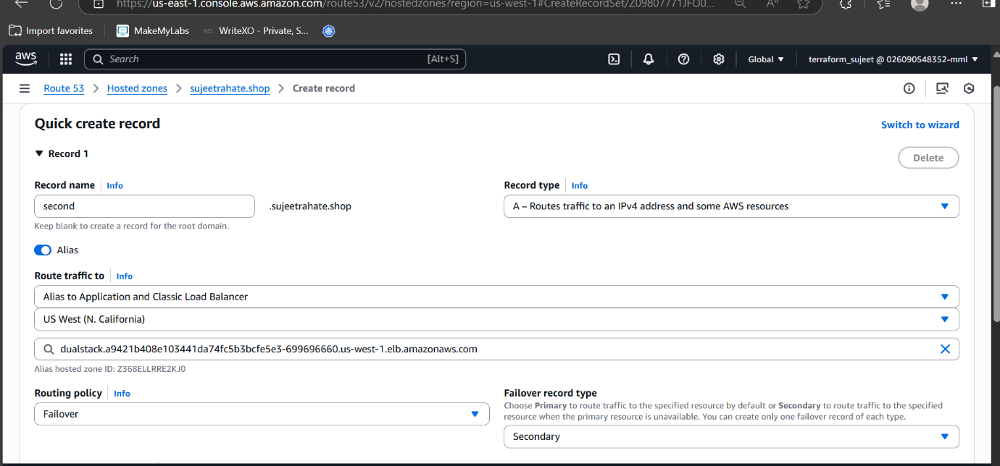 https://us-east-1.console.aws.amazon.com/route53/v2/hostedzones?region=us-west-1#CreateRecordSet/Z09807771JFO0...
Import favorites
MakeMyLabs
XO WriteXO - Private, S...
aws
Search
[Alt+S]
Global
terraform_sujeet @ 026090548352-mml
Route 53 > Hosted zones > sujeetrahate.shop > Create record
Quick create record
Switch to wizard
Record 1
Delete
Record name Info
second
.sujeetrahate.shop
Keep blank to create a record for the root domain.
Record type Info
A – Routes traffic to an IPv4 address and some AWS resources
Alias
Route traffic to Info
Alias to Application and Classic Load Balancer
US West (N. California)
dualstack.a9421b408e103441da74fc5b3bcfe5e3-699696660.us-west-1.elb.amazonaws.com
Alias hosted zone ID: Z368ELLRRE2KJ0
Routing policy Info
Failover
Failover record type
Choose Primary to route traffic to the specified resource by default or Secondary to route traffic to the specified
resource when the primary resource is unavailable. You can create only one failover record of each type.
Secondary